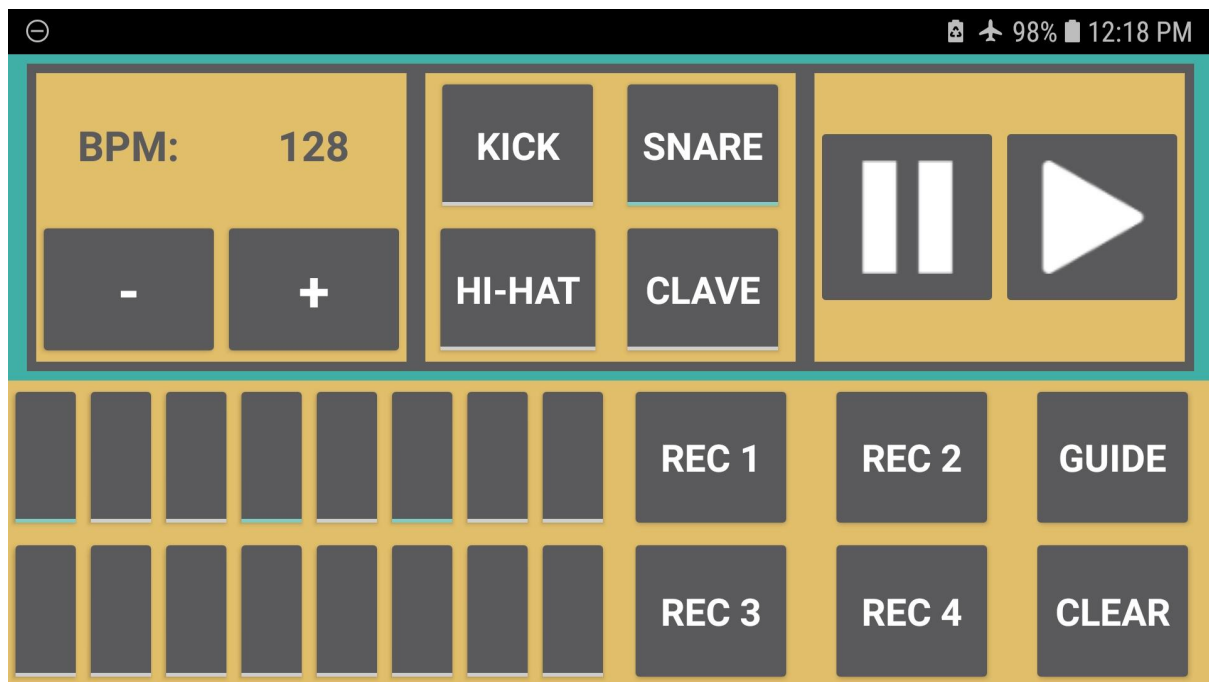 98% 12:18 PM
BPM: 128
KICK SNARE
- +
HI-HAT CLAVE
REC 1 REC 2 GUIDE
REC 3 REC 4 CLEAR